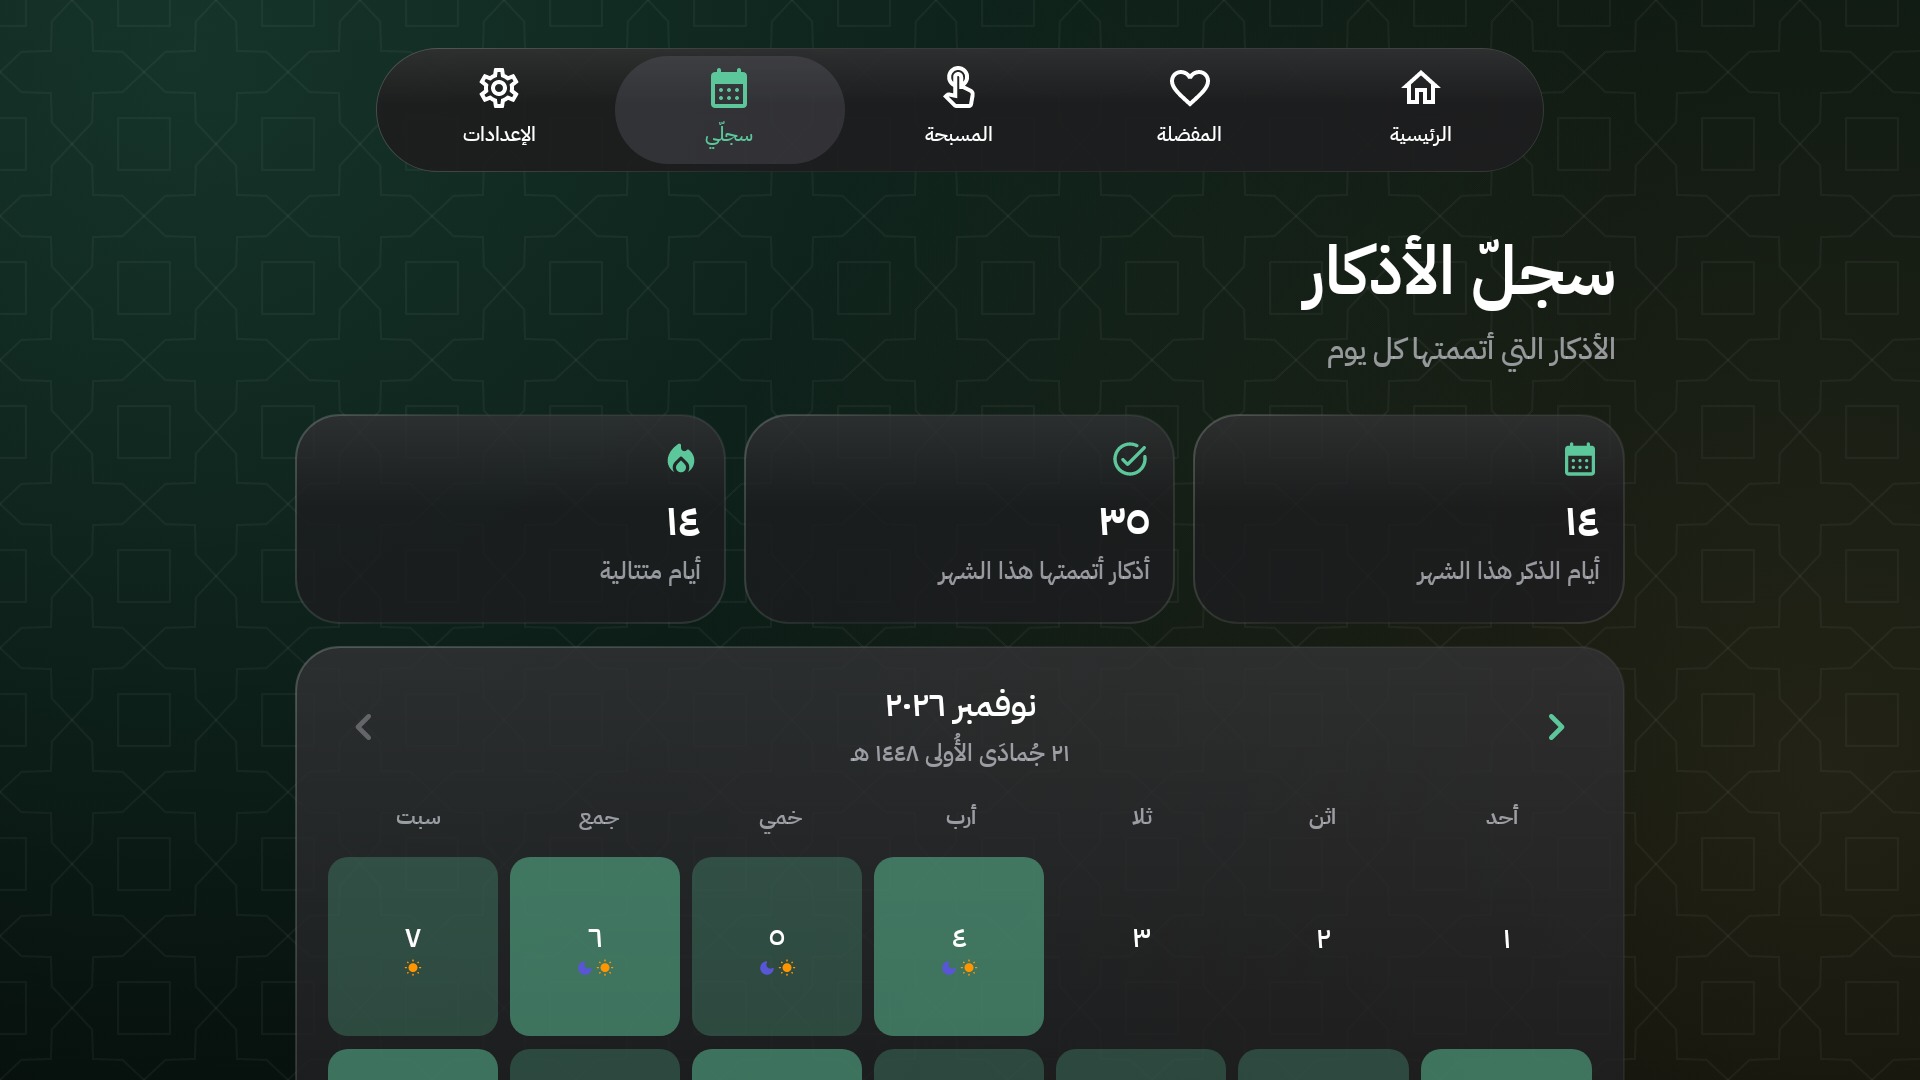 الرئيسية
المفضلة
المسبحة
سجلّي
الإعدادات
سجلّ الأذكار
الأذكار التي أتممتها كل يوم
١٤
أيام الذكر هذا الشهر
٣٥
أذكار أتممتها هذا الشهر
١٤
أيام متتالية
نوفمبر ٢٠٢٦
٢١ جُمادَى الأُولى ١٤٤٨ هـ
أحد اثن ثلا أرب خمي جمع سبت
١ ٢ ٣ ٤ ٥ ٦ ٧